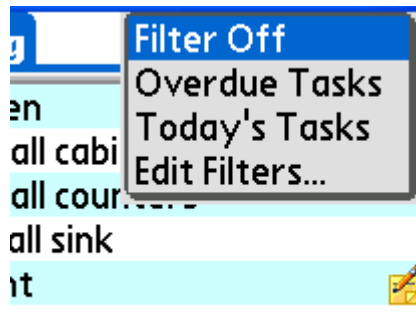 g
Filter Off
Overdue Tasks
Today's Tasks
Edit Filters...
en
all cabi
all coun
all sink
nt